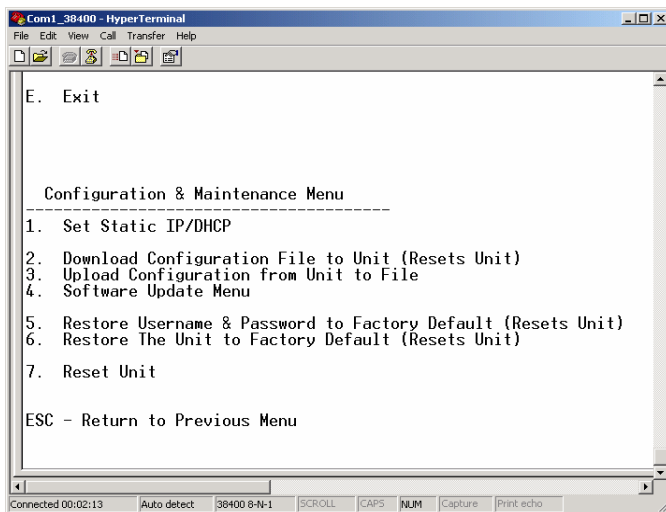 Com1_38400 - HyperTerminal
File Edit View Call Transfer Help
E. Exit
Configuration & Maintenance Menu
----------------------------------------
1. Set Static IP/DHCP
2. Download Configuration File to Unit (Resets Unit)
3. Upload Configuration from Unit to File
4. Software Update Menu
5. Restore Username & Password to Factory Default (Resets Unit)
6. Restore The Unit to Factory Default (Resets Unit)
7. Reset Unit
ESC - Return to Previous Menu
Connected 00:02:13 Auto detect 38400 8-N-1 SCROLL CAPS NUM Capture Print echo